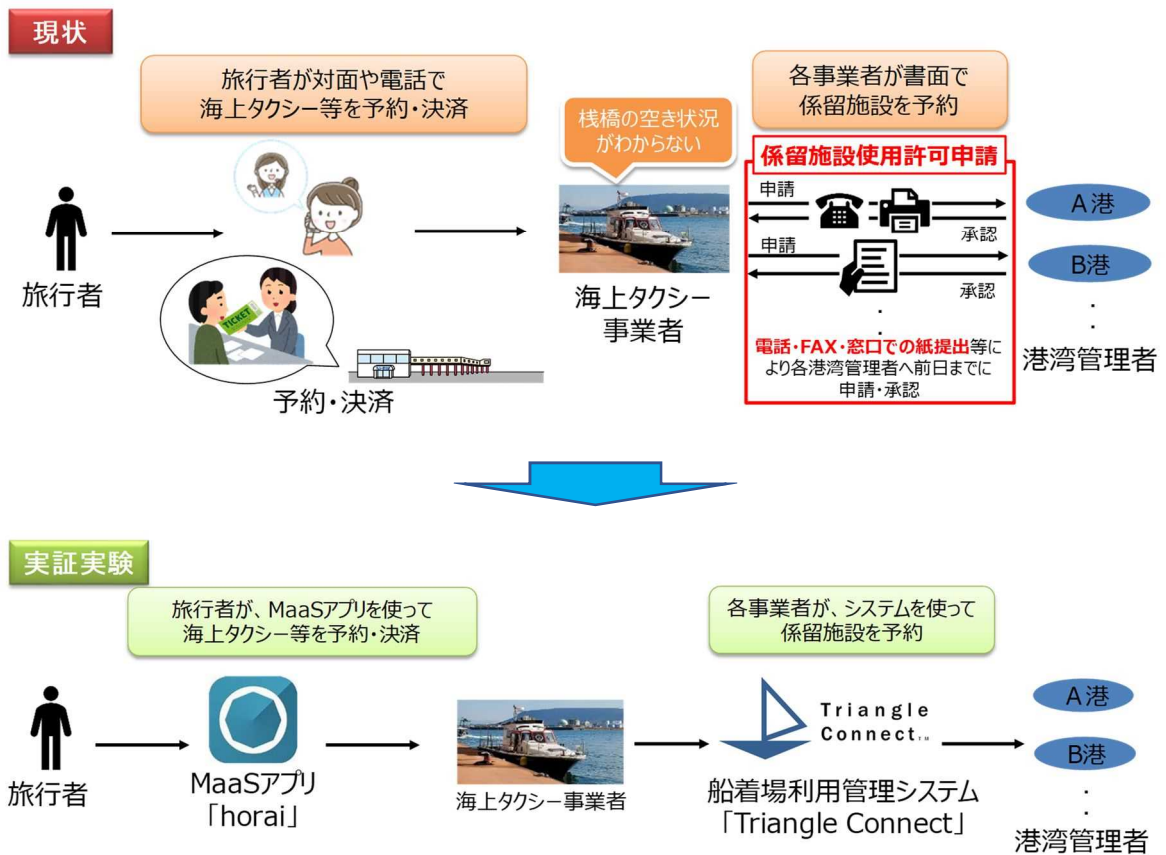 現状
旅行者が対面や電話で
海上タクシー等を予約・決済
各事業者が書面で
係留施設を予約
桟橋の空き状況
がわからない
係留施設使用許可申請
申請
承認
申請
承認
A港
B港
・
・
旅行者
TICKET
予約・決済
海上タクシー
事業者
・
・
電話・FAX・窓口での紙提出等に
より各港湾管理者へ前日までに
申請・承認
港湾管理者
実証実験
旅行者が、MaaSアプリを使って
海上タクシー等を予約・決済
各事業者が、システムを使って
係留施設を予約
旅行者
MaaSアプリ
「horai」
海上タクシー事業者
Triangle
Connect™
船着場利用管理システム
「Triangle Connect」
A港
B港
・
・
港湾管理者